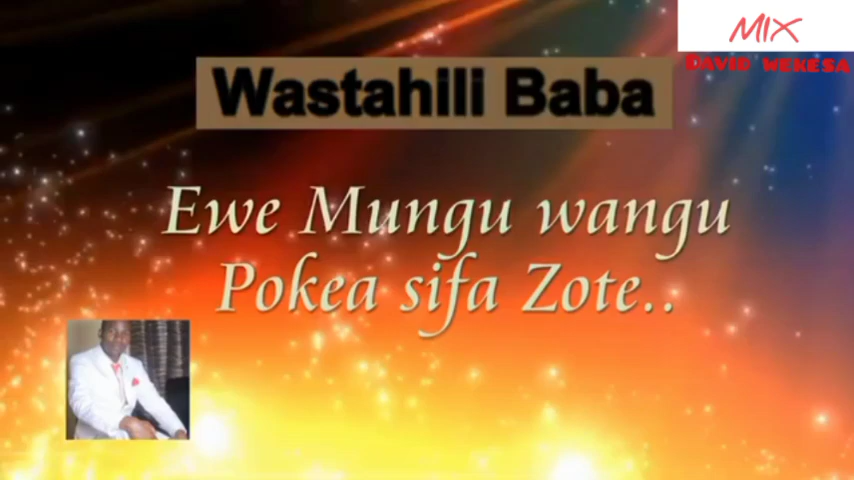 MIX
DAVID WEKESA
Wastahili Baba
Ewe Mungu wangu
Pokea sifa Zote..